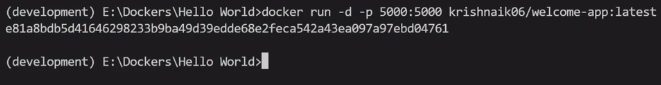 (development) E:\Dockers\Hello World>docker run -d -p 5000:5000 krishnaik06/welcome-app:latest
e81a8bdb5d41646298233b9ba49d39edde68e2feca542a43ea097a97ebd04761
(development) E:\Dockers\Hello World>